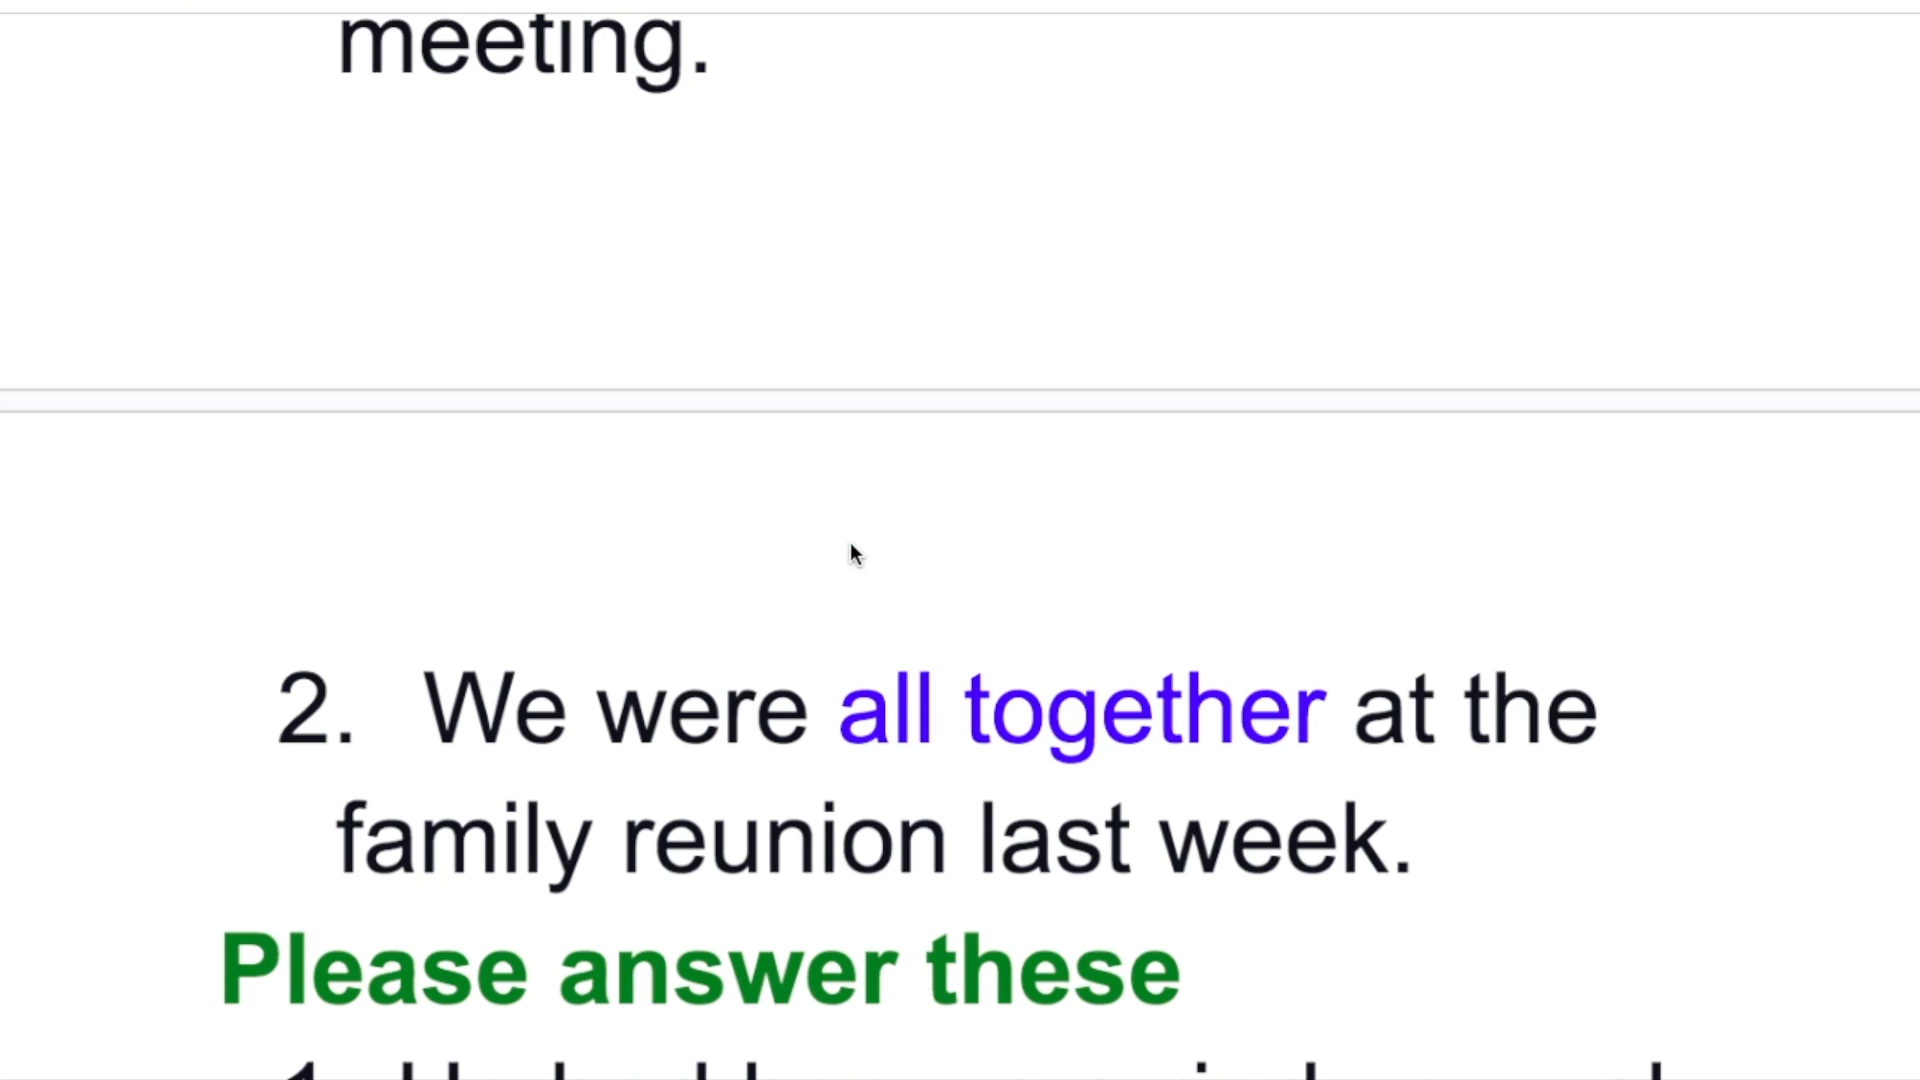 meeting.
2. We were all together at the
family reunion last week.
Please answer these